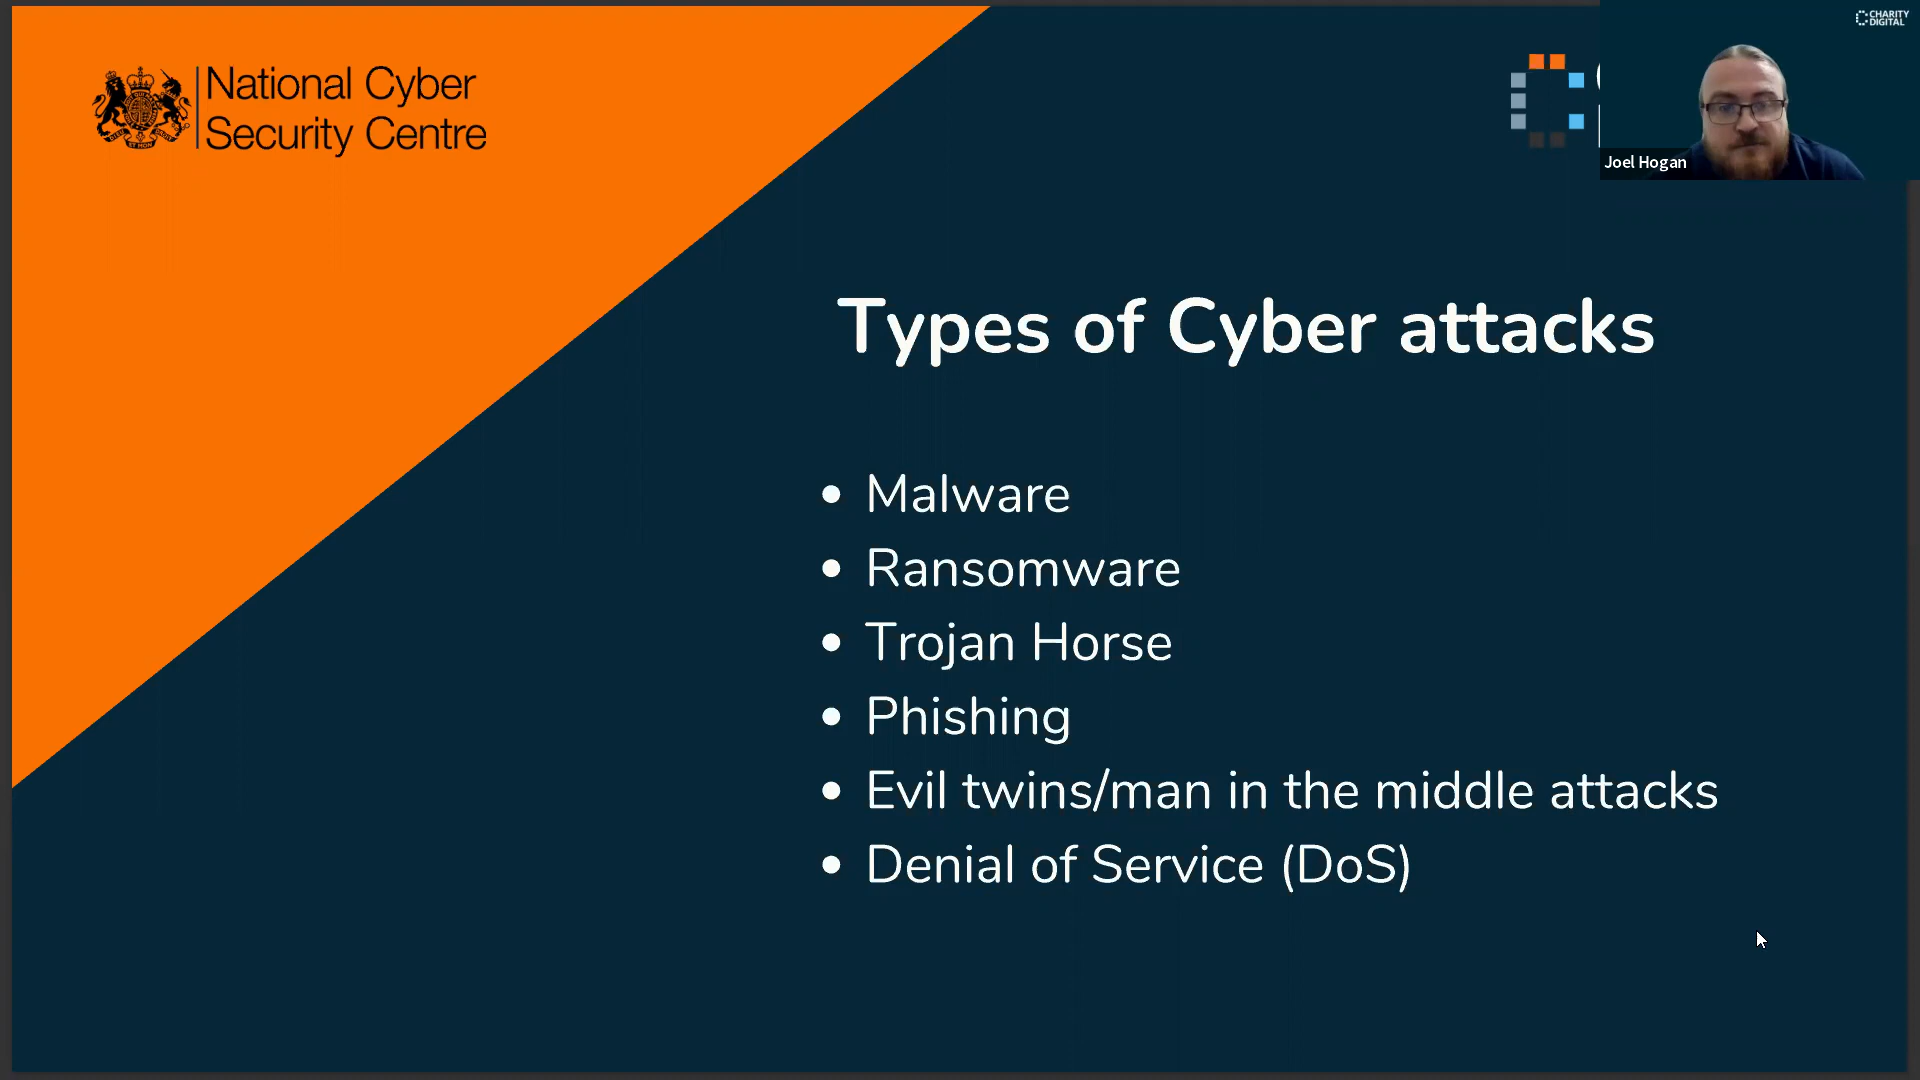 National Cyber
Security Centre
CHARITY
DIGITAL
Joel Hogan
Types of Cyber attacks
• Malware
• Ransomware
• Trojan Horse
• Phishing
• Evil twins/man in the middle attacks
• Denial of Service (DoS)